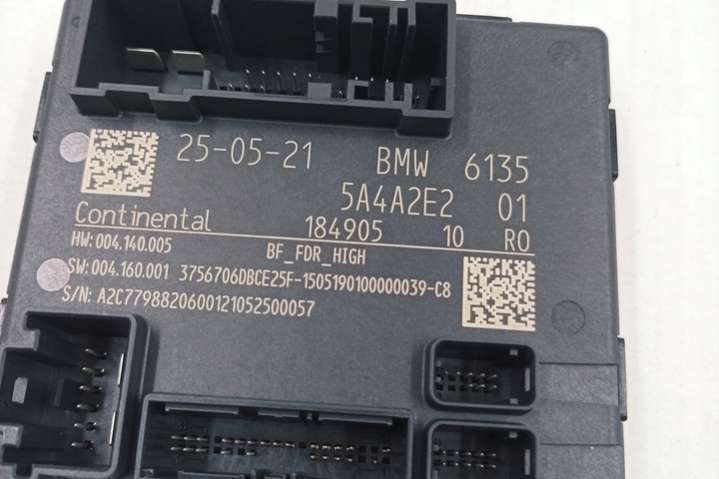 25-05-21 BMW 6135
5A4A2E2 01
Continental 184905 10 RO
HW:004.140.005 BF_FDR_HIGH
SW:004.160.001 3756706DBCE25F-1505190100000039-C8
S/N: A2C7798820600121052500057